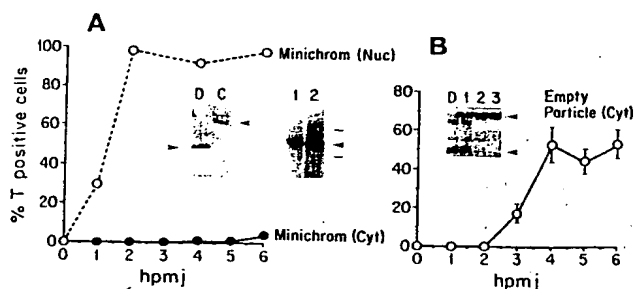 A
% T positive cells
100
80
60
40
20
0
Minichrom (Nuc)
D C
1 2
Minichrom (Cyt)
0 1 2 3 4 5 6
hpmj
B
80
60
40
20
0
D 1 2 3
Empty
Particle (Cyt)
0 1 2 3 4 5 6
hpmj